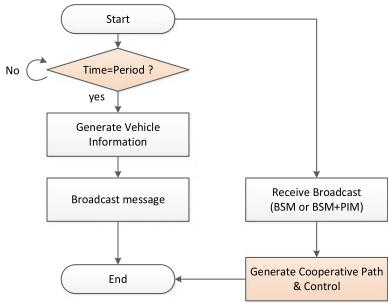 Start
No
Time=Period ?
yes
Generate Vehicle
Information
Broadcast message
Receive Broadcast
(BSM or BSM+PIM)
End
Generate Cooperative Path
& Control